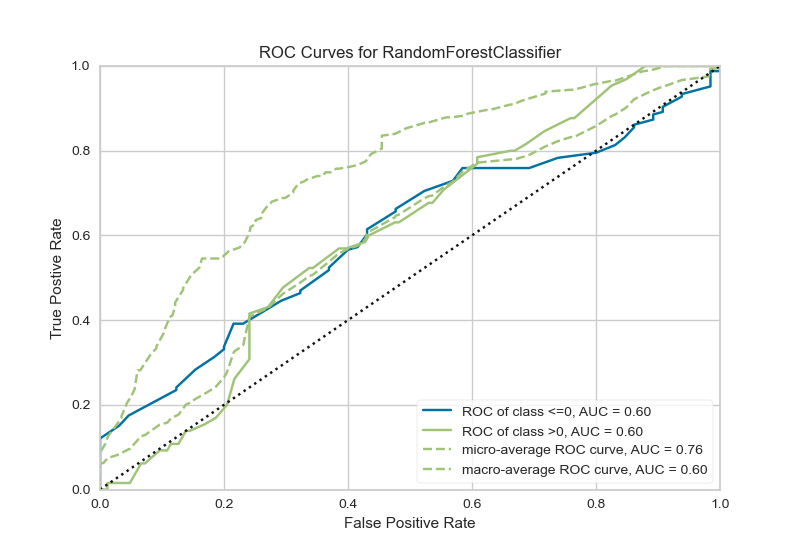 ROC Curves for RandomForestClassifier
1.0
0.8
0.6
0.4
0.2
0.0
True Postive Rate
ROC of class <=0, AUC = 0.60
ROC of class >0, AUC = 0.60
micro-average ROC curve, AUC = 0.76
macro-average ROC curve, AUC = 0.60
0.0 0.2 0.4 0.6 0.8 1.0
False Positive Rate